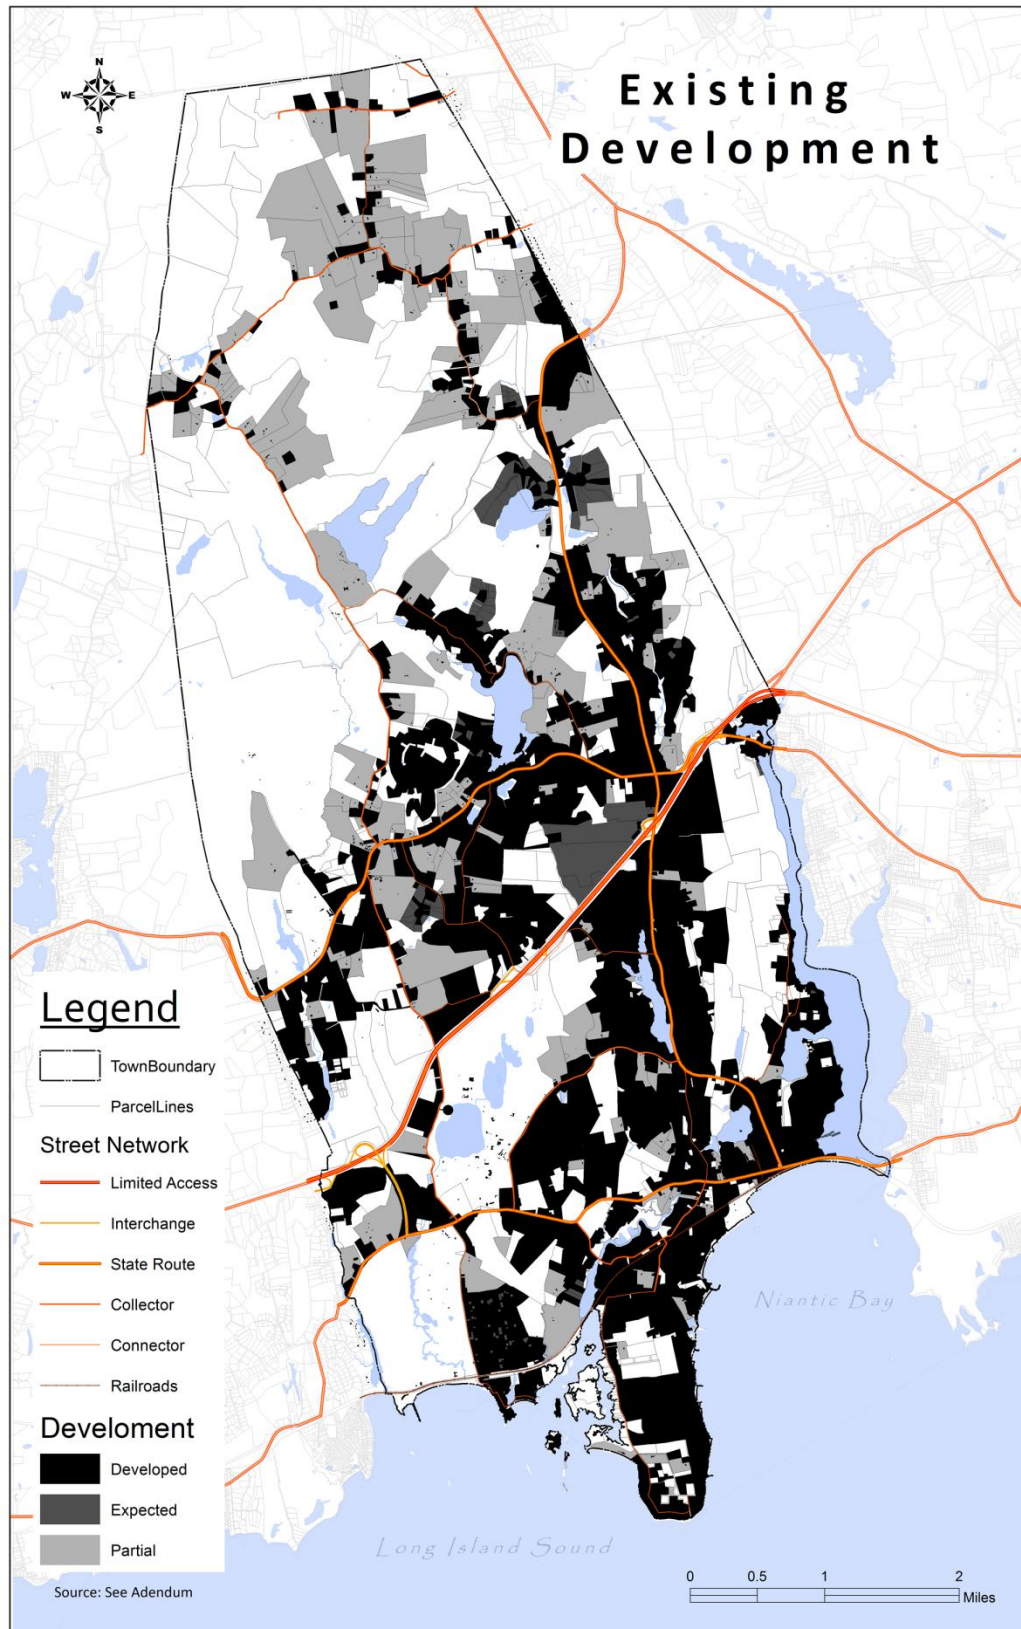 Existing
Development
N
W E
S
Legend
TownBoundary
ParcelLines
Street Network
Limited Access
Interchange
State Route
Collector
Connector
Railroads
Develoment
Developed
Expected
Partial
Source: See Adendum
Niantic Bay
Long Island Sound
0 0.5 1 2
Miles